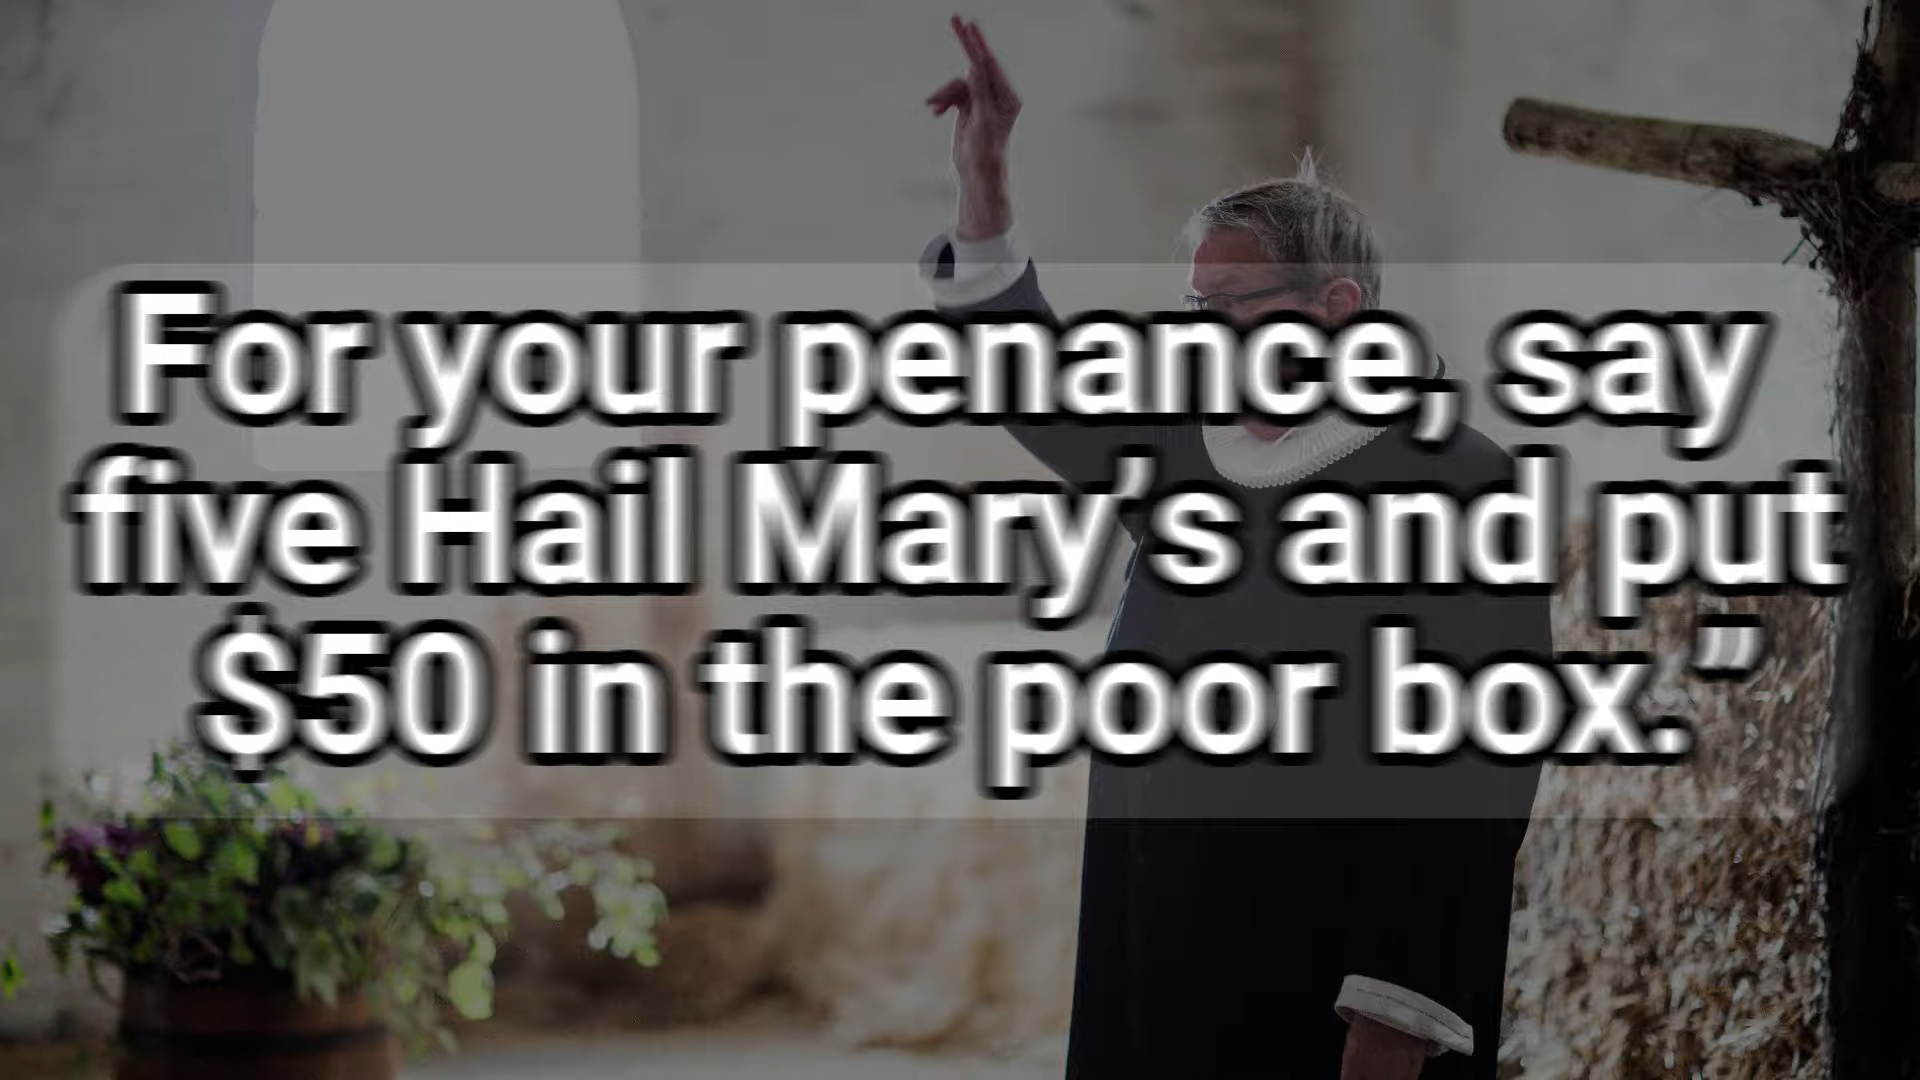 For your penance, say
five Hail Mary’s and put
$50 in the poor box.”